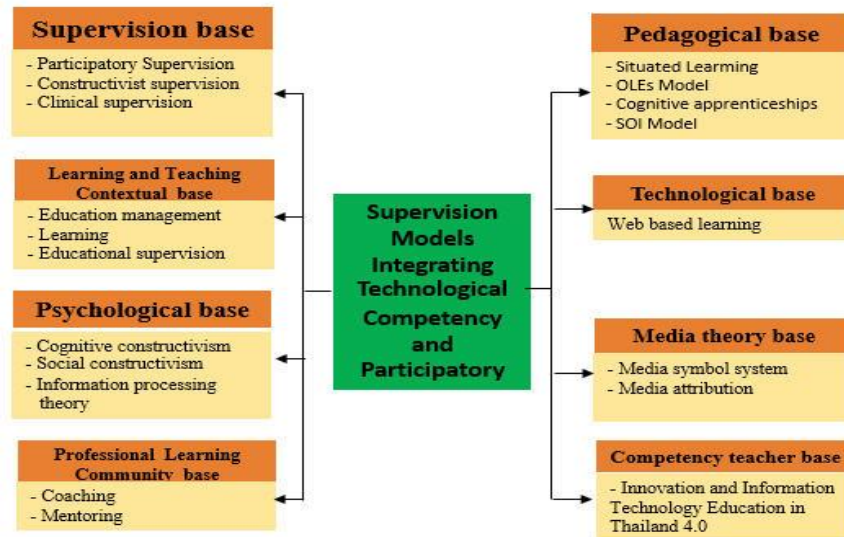 Supervision base
- Participatory Supervision
- Constructivist supervision
- Clinical supervision
Learning and Teaching
Contextual base
- Education management
- Learning
- Educational supervision
Psychological base
- Cognitive constructivism
- Social constructivism
- Information processing
theory
Professional Learning
Community base
- Coaching
- Mentoring
Supervision
Models
Integrating
Technological
Competency
and
Participatory
Pedagogical base
- Situated Learming
- OLEs Model
- Cognitive apprenticeships
- SOI Model
Technological base
Web based learning
Media theory base
- Media symbol system
- Media attribution
Competency teacher base
- Innovation and Information
Technology Education in
Thailand 4.0